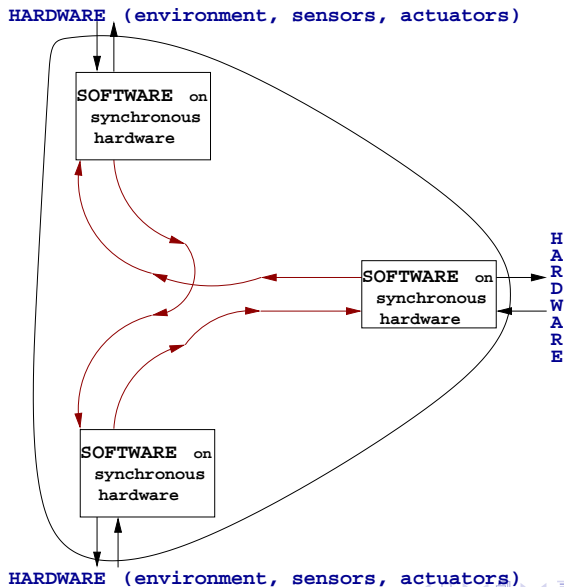 HARDWARE (environment, sensors, actuators)
SOFTWARE on
synchronous
hardware
H
A
R
D
W
A
R
E
SOFTWARE on
synchronous
hardware
SOFTWARE on
synchronous
hardware
HARDWARE (environment, sensors, actuators)